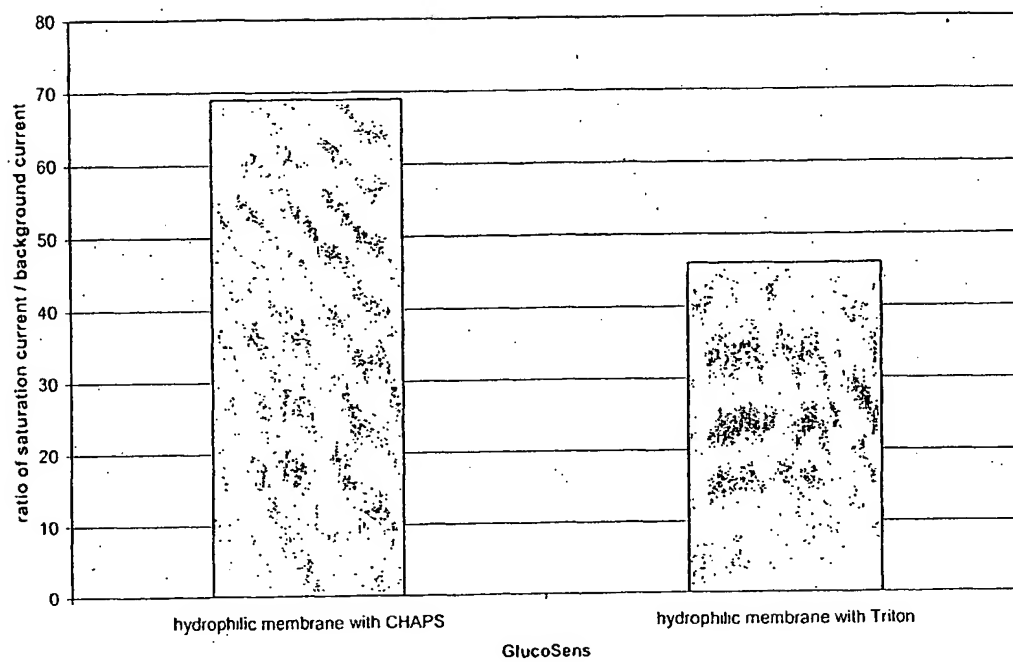 ratio of saturation current / background current
80
70
60
50
40
30
20
10
0
hydrophilic membrane with CHAPS
hydrophilic membrane with Triton
GlucoSens